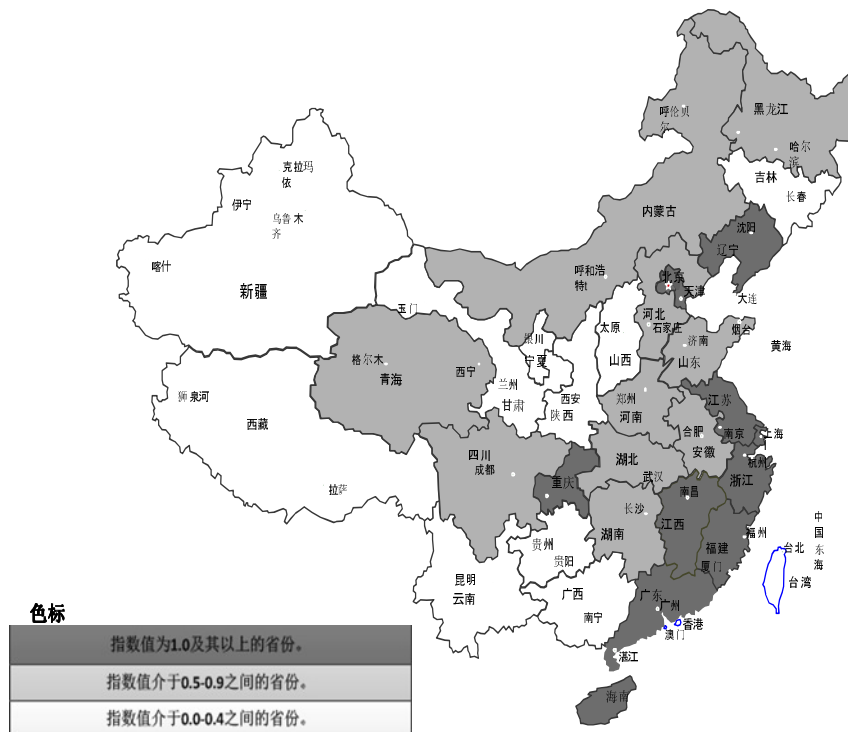 黑龙江
呼伦贝
尔
哈尔
滨
克拉玛
依
吉林
长春
伊宁
乌鲁木
齐
内蒙古
沈阳
辽宁
喀什
呼和浩
特t
北京
新疆
天津
大连
玉门
河北
太原
石家庄
烟台
银川
济南
黄海
格尔木
宁夏
山西
山东
西宁
青海
兰州
甘肃
西安
陕西
郑州
河南
江苏
狮泉河
西藏
合肥
南京
上海
安徽
四川
成都
湖北
杭州
武汉
浙江
重庆
拉萨
南昌
长沙
江西
中
国
东
海
湖南
福州
贵州
福建
台北
贵阳
厦门
昆明
台湾
云南
广西
广东
广州
南宁
香港
澳门
湛江
海南
色标
指数值为1.0及其以上的省份。
指数值介于0.5-0.9之间的省份。
指数值介于0.0-0.4之间的省份。